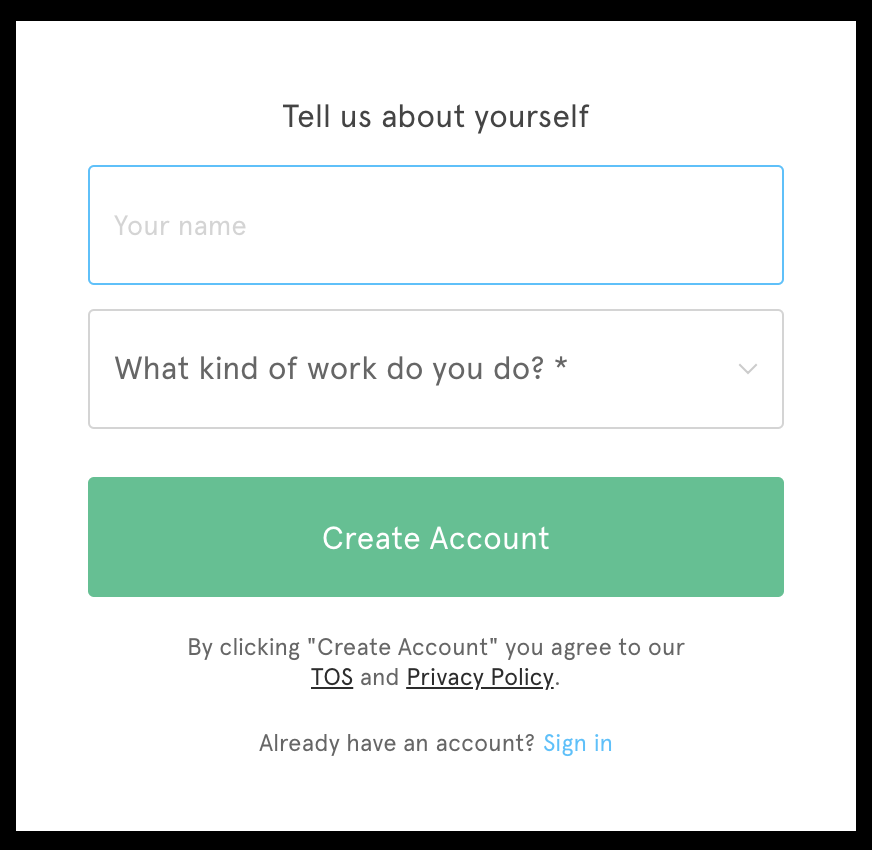 Tell us about yourself
Your name
What kind of work do you do? *
Create Account
By clicking "Create Account" you agree to our
TOS and Privacy Policy.
Already have an account? Sign in